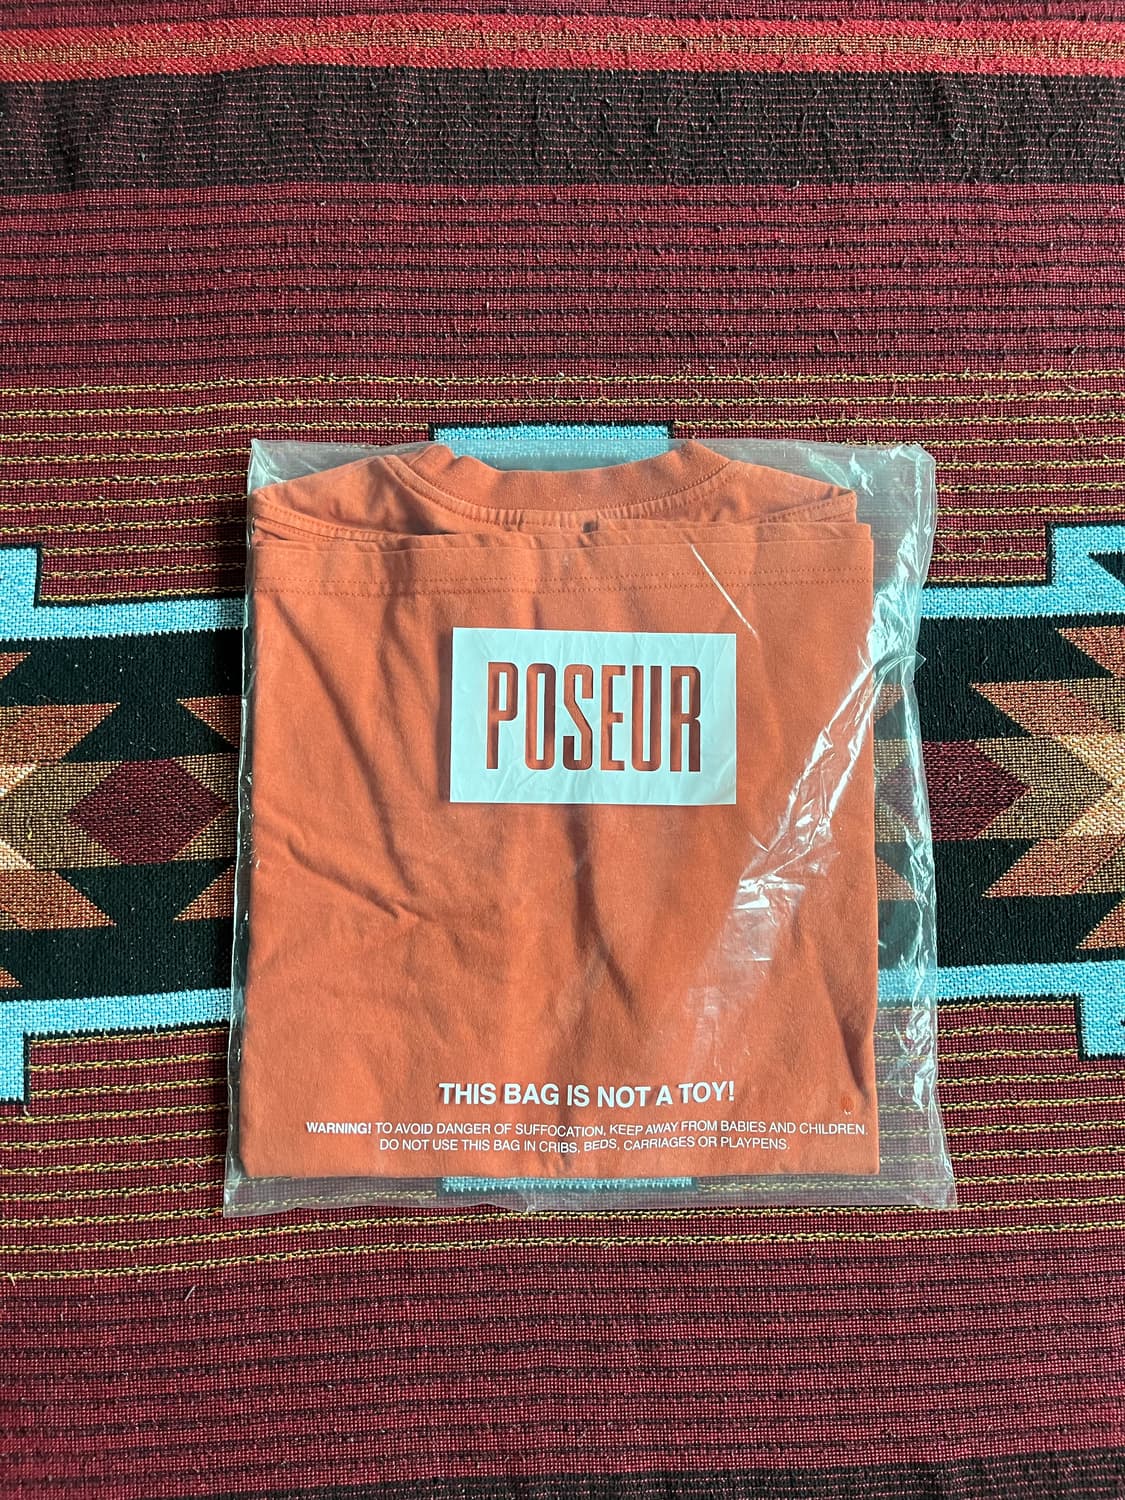 POSEUR
THIS BAG IS NOT A TOY!
WARNING! TO AVOID DANGER OF SUFFOCATION, KEEP AWAY FROM BABIES AND CHILDREN.
DO NOT USE THIS BAG IN CRIBS, BEDS, CARRIAGES OR PLAYPENS.